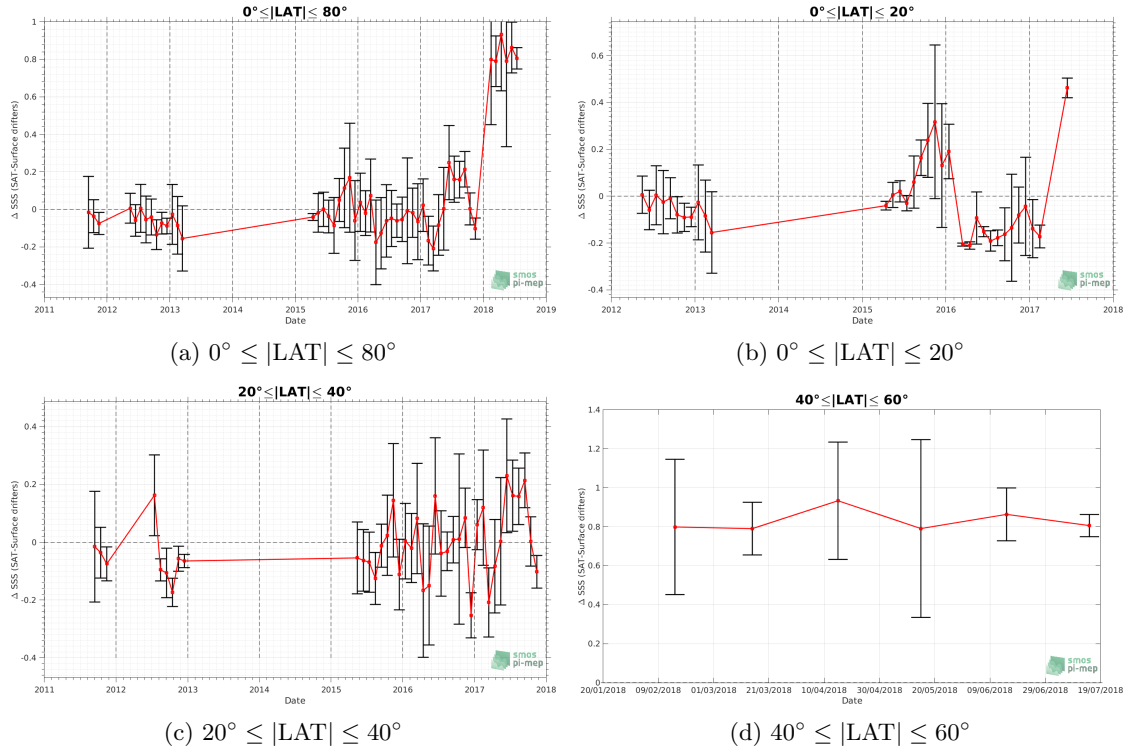 0°≤|LAT|≤ 80°
Δ SSS (SAT-Surface drifters)
1
0.8
0.6
0.4
0.2
0
-0.2
-0.4
2011 2012 2013 2014 2015 2016 2017 2018 2019
Date
smos
pi-mep
(a) 0° ≤ |LAT| ≤ 80°
0°≤|LAT|≤ 20°
Δ SSS (SAT-Surface drifters)
0.6
0.4
0.2
0
-0.2
-0.4
2012 2013 2014 2015 2016 2017 2018
Date
smos
pi-mep
(b) 0° ≤ |LAT| ≤ 20°
20°≤|LAT|≤ 40°
Δ SSS (SAT-Surface drifters)
0.4
0.2
0
-0.2
-0.4
2011 2012 2013 2014 2015 2016 2017 2018
Date
smos
pi-mep
(c) 20° ≤ |LAT| ≤ 40°
40°≤|LAT|≤ 60°
Δ SSS (SAT-Surface drifters)
1.4
1.2
1
0.8
0.6
0.4
0.2
0
20/01/2018 09/02/2018 01/03/2018 21/03/2018 10/04/2018 30/04/2018 20/05/2018 09/06/2018 29/06/2018 19/07/2018
Date
smos
pi-mep
(d) 40° ≤ |LAT| ≤ 60°